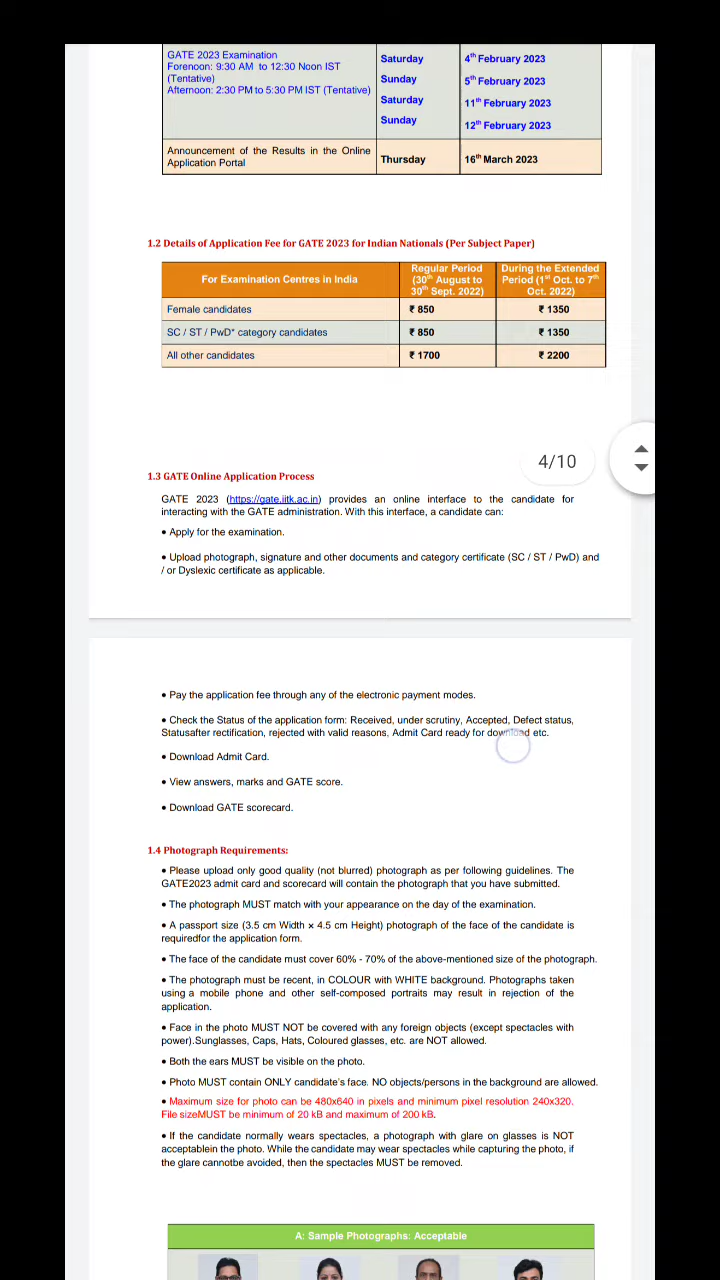 GATE 2023 Examination
Forenoon: 9:30 AM to 12:30 Noon IST
(Tentative)
Afternoon: 2:30 PM to 5:30 PM IST (Tentative)
Saturday 4th February 2023
Sunday 5th February 2023
Saturday 11th February 2023
Sunday 12th February 2023
Announcement of the Results in the Online
Application Portal
Thursday 16th March 2023
1.2 Details of Application Fee for GATE 2023 for Indian Nationals (Per Subject Paper)
For Examination Centres in India
Regular Period
(30th August to
30th Sept. 2022)
During the Extended
Period (1st Oct. to 7th
Oct. 2022)
Female candidates ₹ 850 ₹ 1350
SC / ST / PwD* category candidates ₹ 850 ₹ 1350
All other candidates ₹ 1700 ₹ 2200
4/10
1.3 GATE Online Application Process
GATE 2023 (https://gate.iitk.ac.in) provides an online interface to the candidate for
interacting with the GATE administration. With this interface, a candidate can:
• Apply for the examination.
• Upload photograph, signature and other documents and category certificate (SC / ST / PwD) and
/ or Dyslexic certificate as applicable.
• Pay the application fee through any of the electronic payment modes.
• Check the Status of the application form: Received, under scrutiny, Accepted, Defect status,
Statusafter rectification, rejected with valid reasons, Admit Card ready for download etc.
• Download Admit Card.
• View answers, marks and GATE score.
• Download GATE scorecard.
1.4 Photograph Requirements:
• Please upload only good quality (not blurred) photograph as per following guidelines. The
GATE2023 admit card and scorecard will contain the photograph that you have submitted.
• The photograph MUST match with your appearance on the day of the examination.
• A passport size (3.5 cm Width × 4.5 cm Height) photograph of the face of the candidate is
requiredfor the application form.
• The face of the candidate must cover 60% - 70% of the above-mentioned size of the photograph.
• The photograph must be recent, in COLOUR with WHITE background. Photographs taken
using a mobile phone and other self-composed portraits may result in rejection of the
application.
• Face in the photo MUST NOT be covered with any foreign objects (except spectacles with
power).Sunglasses, Caps, Hats, Coloured glasses, etc. are NOT allowed.
• Both the ears MUST be visible on the photo.
• Photo MUST contain ONLY candidate's face. NO objects/persons in the background are allowed.
• Maximum size for photo can be 480x640 in pixels and minimum pixel resolution 240x320.
File sizeMUST be minimum of 20 kB and maximum of 200 kB.
• If the candidate normally wears spectacles, a photograph with glare on glasses is NOT
acceptablein the photo. While the candidate may wear spectacles while capturing the photo, if
the glare cannotbe avoided, then the spectacles MUST be removed.
A: Sample Photographs: Acceptable